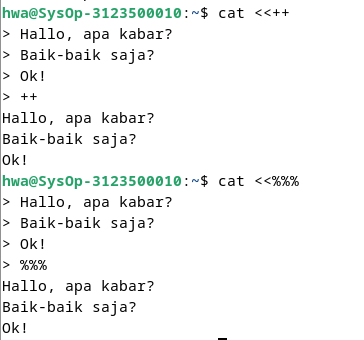 hwa@SysOp-3123500010:~$ cat <<++
> Hallo, apa kabar?
> Baik-baik saja?
> Ok!
> ++
Hallo, apa kabar?
Baik-baik saja?
Ok!
hwa@SysOp-3123500010:~$ cat <<%%%
> Hallo, apa kabar?
> Baik-baik saja?
> Ok!
> %%%
Hallo, apa kabar?
Baik-baik saja?
Ok!